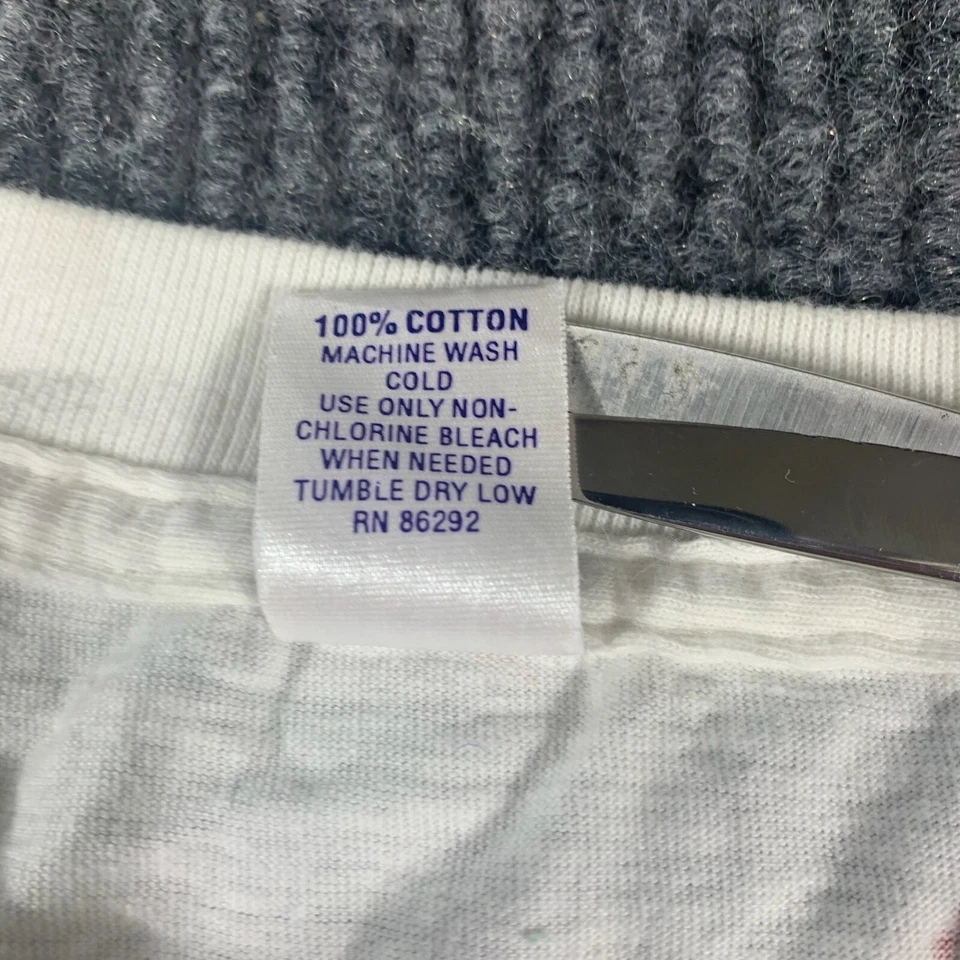 100% COTTON
MACHINE WASH
COLD
USE ONLY NON-
CHLORINE BLEACH
WHEN NEEDED
TUMBLE DRY LOW
RN 86292